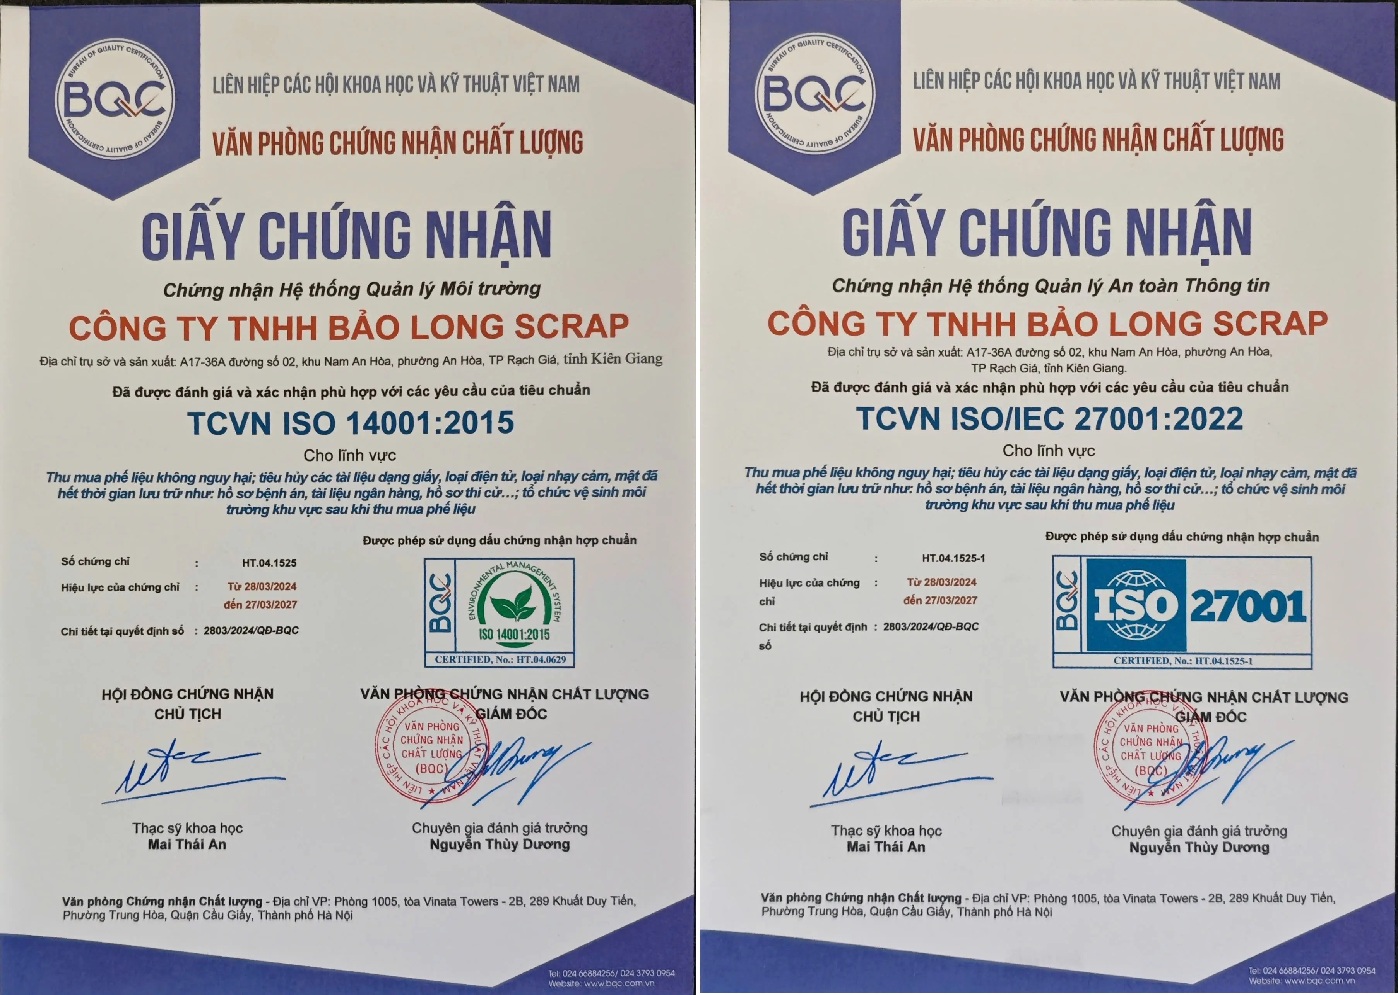 BUREAU OF QUALITY CERTIFICATION
BQC
BUREAU OF QUALITY CERTIFICATION
LIÊN HIỆP CÁC HỘI KHOA HỌC VÀ KỸ THUẬT VIỆT NAM
VĂN PHÒNG CHỨNG NHẬN CHẤT LƯỢNG
GIẤY CHỨNG NHẬN
Chứng nhận Hệ thống Quản lý Môi trường
CÔNG TY TNHH BẢO LONG SCRAP
Địa chỉ trụ sở và sản xuất: A17-36A đường số 02, khu Nam An Hòa, phường An Hòa, TP Rạch Giá, tỉnh Kiên Giang
Đã được đánh giá và xác nhận phù hợp với các yêu cầu của tiêu chuẩn
TCVN ISO 14001:2015
Cho lĩnh vực
Thu mua phế liệu không nguy hại; tiêu hủy các tài liệu dạng giấy, loại điện tử, loại nhạy cảm, mật đã
hết thời gian lưu trữ như: hồ sơ bệnh án, tài liệu ngân hàng, hồ sơ thi cử...; tổ chức vệ sinh môi
trường khu vực sau khi thu mua phế liệu
Được phép sử dụng dấu chứng nhận hợp chuẩn
Số chứng chỉ : HT.04.1525
Hiệu lực của chứng chỉ : Từ 28/03/2024
đến 27/03/2027
Chi tiết tại quyết định số : 2803/2024/QĐ-BQC
BQC
ENVIRONMENTAL MANAGEMENT SYSTEM
ISO 14001:2015
CERTIFIED, No.: HT.04.0629
HỘI ĐỒNG CHỨNG NHẬN
CHỦ TỊCH
VĂN PHÒNG CHỨNG NHẬN CHẤT LƯỢNG
GIÁM ĐỐC
LIÊN HIỆP CÁC HỘI KHOA HỌC VÀ KỸ THUẬT VIỆT NAM
VĂN PHÒNG
CHỨNG NHẬN
CHẤT LƯỢNG
(BQC)
Thạc sỹ khoa học
Mai Thái An
Chuyên gia đánh giá trưởng
Nguyễn Thùy Dương
Văn phòng Chứng nhận Chất lượng - Địa chỉ VP: Phòng 1005, tòa Vinata Towers - 2B, 289 Khuất Duy Tiến,
Phường Trung Hòa, Quận Cầu Giấy, Thành phố Hà Nội
Tel: 024 66884256/ 024 3793 0954
Website: www.bqc.com.vn
BUREAU OF QUALITY CERTIFICATION
BQC
BUREAU OF QUALITY CERTIFICATION
LIÊN HIỆP CÁC HỘI KHOA HỌC VÀ KỸ THUẬT VIỆT NAM
VĂN PHÒNG CHỨNG NHẬN CHẤT LƯỢNG
GIẤY CHỨNG NHẬN
Chứng nhận Hệ thống Quản lý An toàn Thông tin
CÔNG TY TNHH BẢO LONG SCRAP
Địa chỉ trụ sở và sản xuất: A17-36A đường số 02, khu Nam An Hòa, phường An Hòa,
TP Rạch Giá, tỉnh Kiên Giang.
Đã được đánh giá và xác nhận phù hợp với các yêu cầu của tiêu chuẩn
TCVN ISO/IEC 27001:2022
Cho lĩnh vực
Thu mua phế liệu không nguy hại; tiêu hủy các tài liệu dạng giấy, loại điện tử, loại nhạy cảm, mật đã
hết thời gian lưu trữ như: hồ sơ bệnh án, tài liệu ngân hàng, hồ sơ thi cử...; tổ chức vệ sinh môi
trường khu vực sau khi thu mua phế liệu
Được phép sử dụng dấu chứng nhận hợp chuẩn
Số chứng chỉ : HT.04.1525-1
Hiệu lực của chứng : Từ 28/03/2024
chỉ đến 27/03/2027
Chi tiết tại quyết định : 2803/2024/QĐ-BQC
số
BQC
ISO 27001
CERTIFIED, No.: HT.04.1525-1
HỘI ĐỒNG CHỨNG NHẬN
CHỦ TỊCH
VĂN PHÒNG CHỨNG NHẬN CHẤT LƯỢNG
GIÁM ĐỐC
LIÊN HIỆP CÁC HỘI KHOA HỌC VÀ KỸ THUẬT VIỆT NAM
VĂN PHÒNG
CHỨNG NHẬN
CHẤT LƯỢNG
(BQC)
Thạc sỹ khoa học
Mai Thái An
Chuyên gia đánh giá trưởng
Nguyễn Thùy Dương
Văn phòng Chứng nhận Chất lượng - Địa chỉ VP: Phòng 1005, tòa Vinata Towers - 2B, 289 Khuất Duy Tiến,
Phường Trung Hòa, Quận Cầu Giấy, Thành phố Hà Nội
Tel: 024 66884256/ 024 3793 0954
Website: www.bqc.com.vn